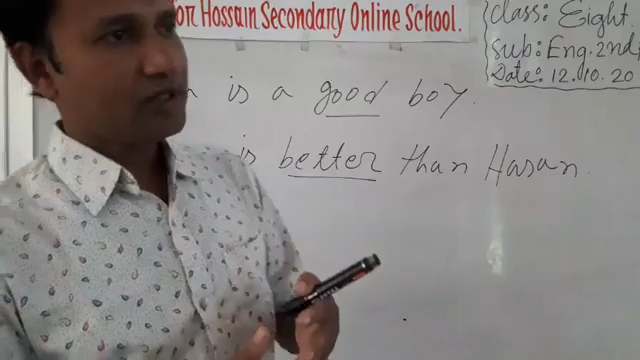 Hossain Secondary Online School.
class: Eight
sub: Eng. 2nd
Date: 12.10.20
is a good boy.
is better than Hasan.